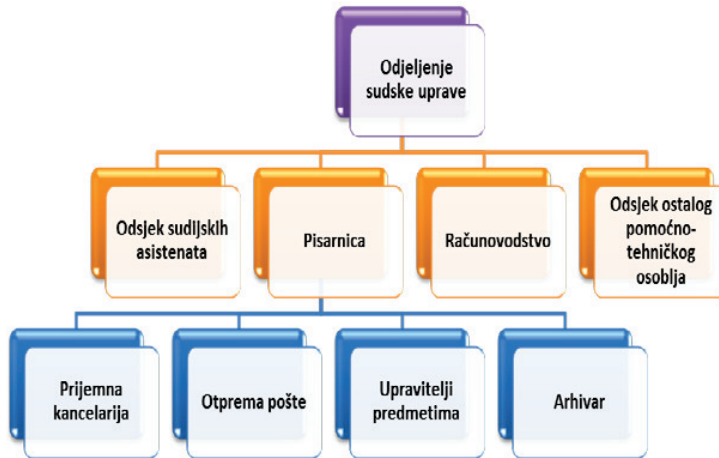 Odjeljenje
sudske uprave
Odsjek sudijskih
asistenata
Pisarnica
Računovodstvo
Odsjek ostalog
pomoćno-
tehničkog
osoblja
Prijemna
kancelarija
Otprema pošte
Upravitelji
predmetima
Arhivar